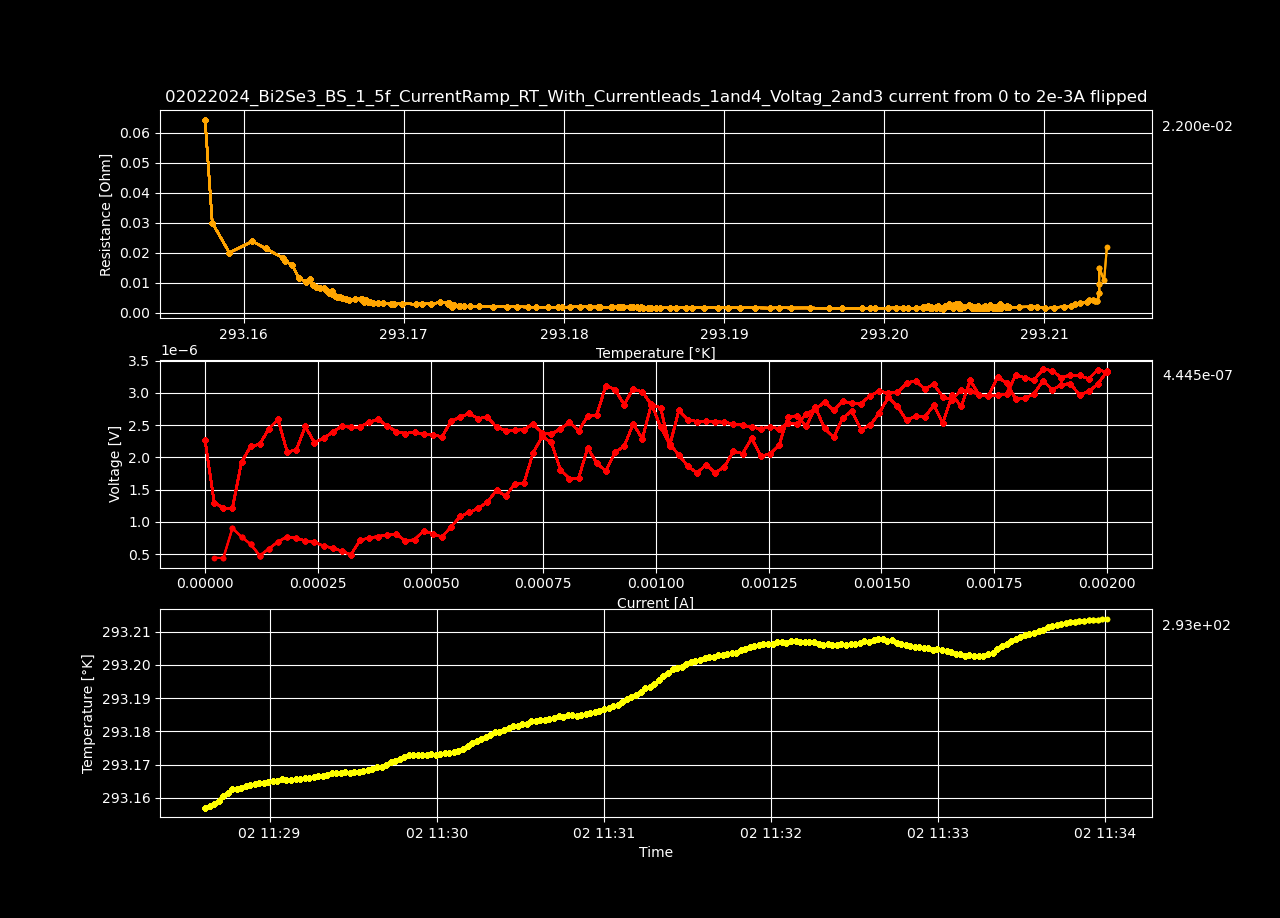 02022024_Bi2Se3_BS_1_5f_CurrentRamp_RT_With_Currentleads_1and4_Voltag_2and3 current from 0 to 2e-3A flipped
2.200e-02
Resistance [Ohm]
0.06
0.05
0.04
0.03
0.02
0.01
0.00
293.16 293.17 293.18 293.19 293.20 293.21
Temperature [°K]
1e−6
4.445e-07
Voltage [V]
3.5
3.0
2.5
2.0
1.5
1.0
0.5
0.00000 0.00025 0.00050 0.00075 0.00100 0.00125 0.00150 0.00175 0.00200
Current [A]
2.93e+02
Temperature [°K]
293.21
293.20
293.19
293.18
293.17
293.16
02 11:29 02 11:30 02 11:31 02 11:32 02 11:33 02 11:34
Time